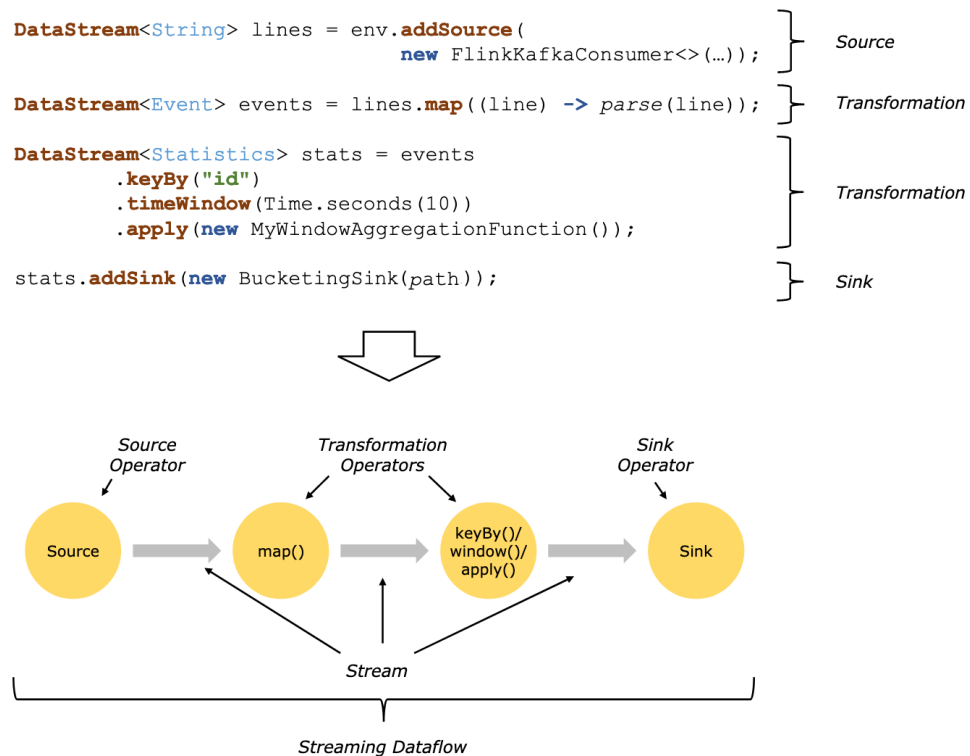 DataStream<String> lines = env.addSource(
new FlinkKafkaConsumer<>(…));
Source
DataStream<Event> events = lines.map((line) -> parse(line));
Transformation
DataStream<Statistics> stats = events
.keyBy("id")
.timeWindow(Time.seconds(10))
.apply(new MyWindowAggregationFunction());
Transformation
stats.addSink(new BucketingSink(path));
Sink
Source
Operator
Transformation
Operators
Sink
Operator
Source
map()
keyBy()/
window()/
apply()
Sink
Stream
Streaming Dataflow